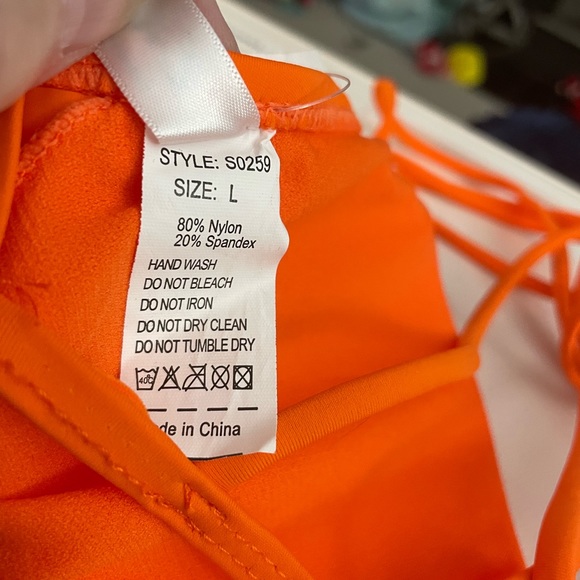 STYLE: S0259
SIZE: L
80% Nylon
20% Spandex
HAND WASH
DO NOT BLEACH
DO NOT IRON
DO NOT DRY CLEAN
DO NOT TUMBLE DRY
40℃
de in China